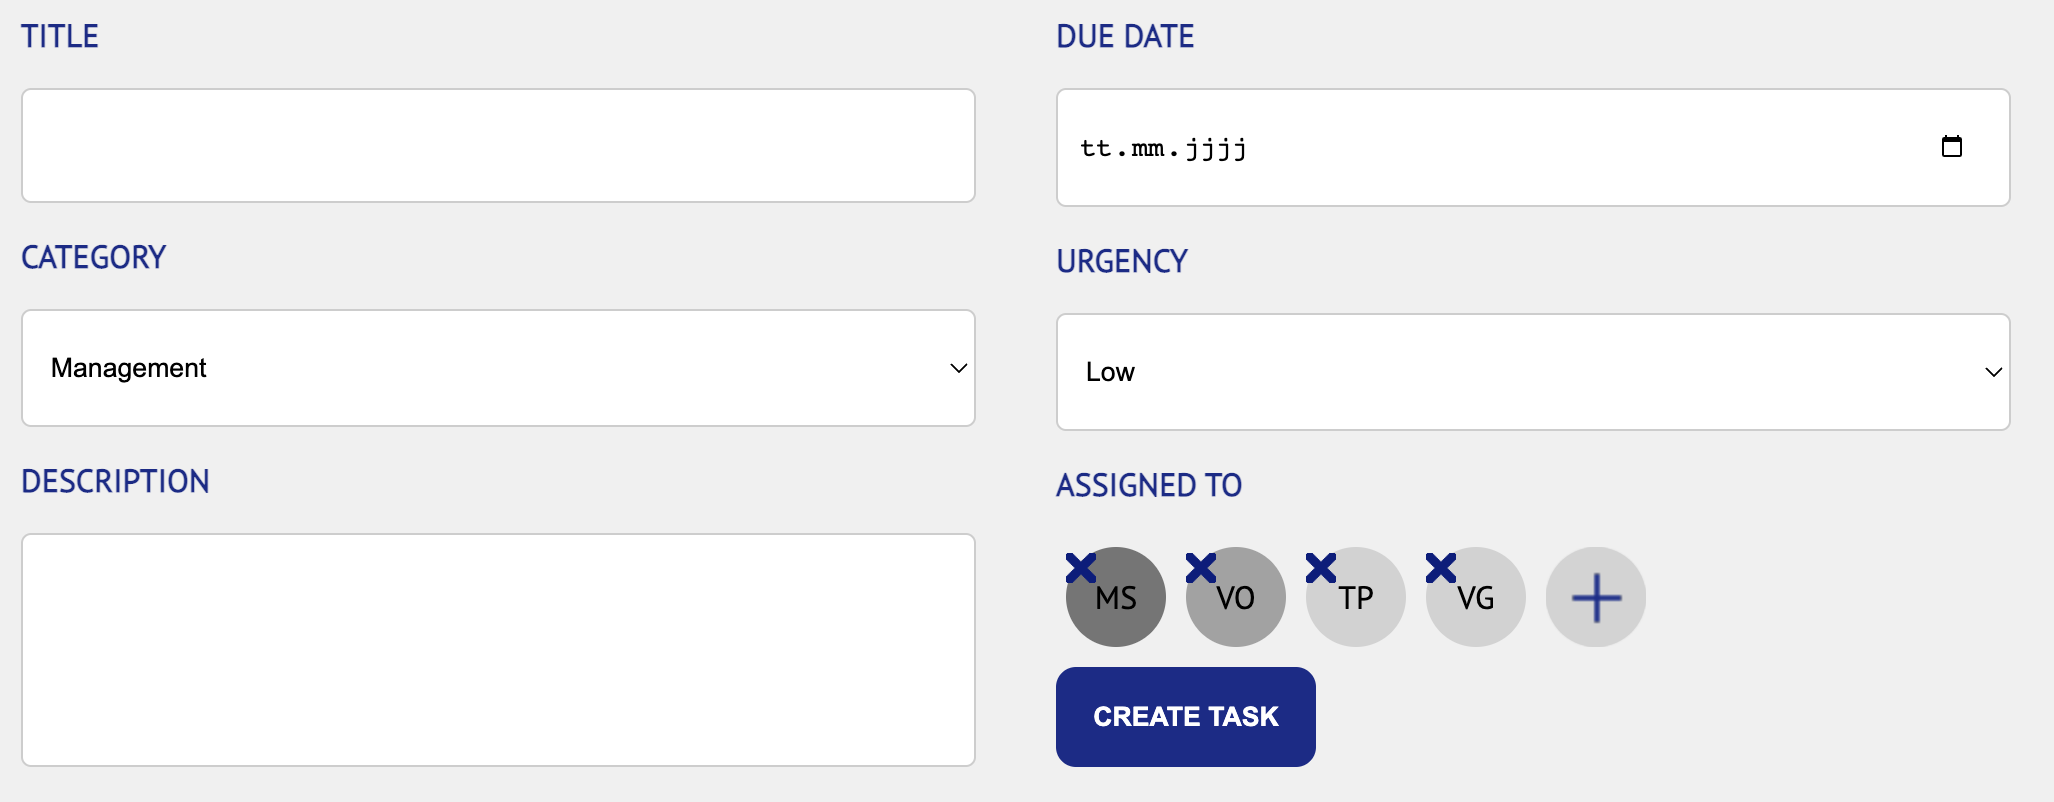 TITLE
CATEGORY
Management
DESCRIPTION
DUE DATE
tt.mm.jjjj
URGENCY
Low
ASSIGNED TO
MS VO TP VG
CREATE TASK